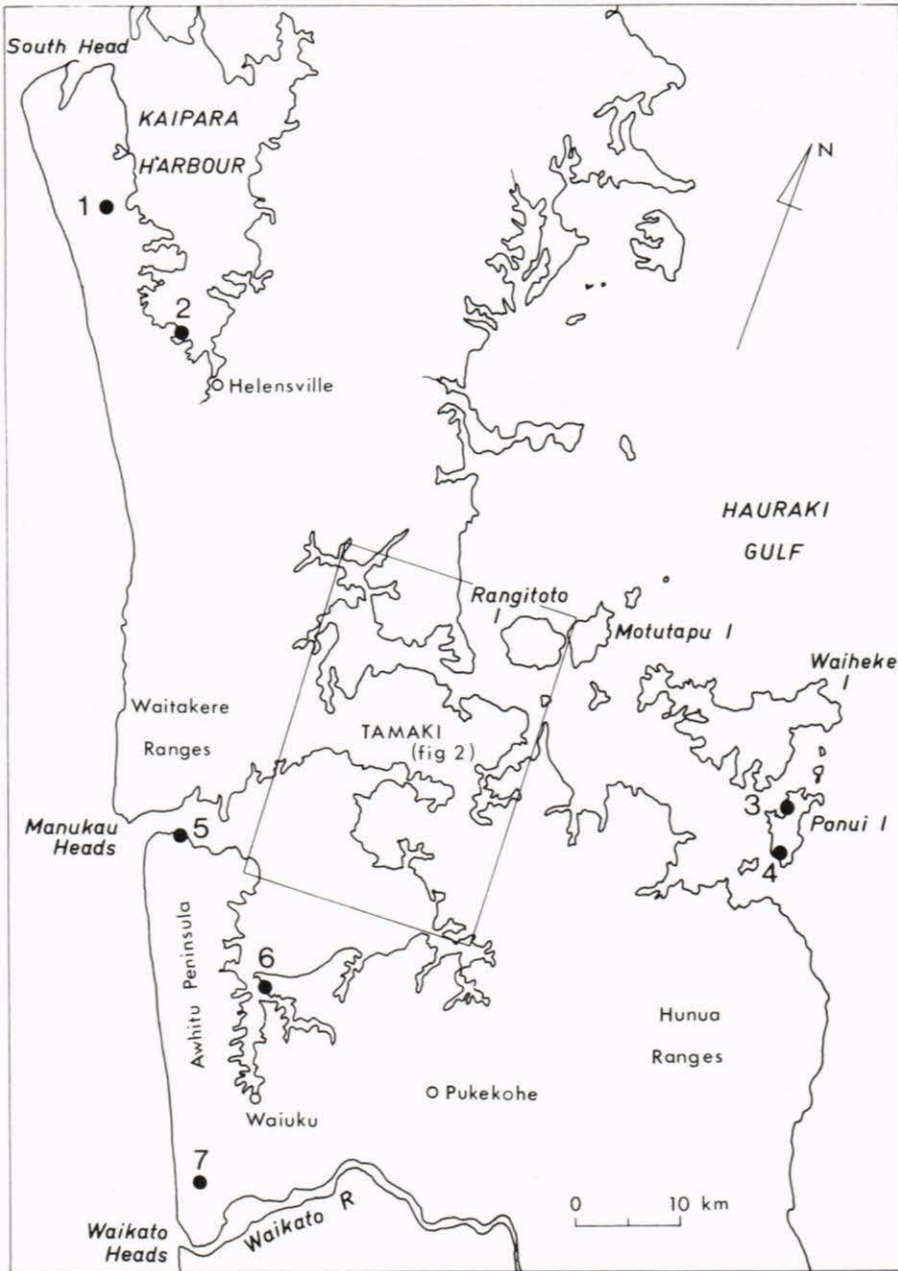 South Head
KAIPARA
HARBOUR
N
1
2
Helensville
HAURAKI
GULF
Rangitoto
I
Motutapu I
Waiheke
I
Waitakere
Ranges
TAMAKI
(fig 2)
3
Ponui I
4
Manukau
Heads
5
Awhitu Peninsula
6
Hunua
Ranges
Pukekohe
Waiuku
7
0 10 km
Waikato R
Waikato
Heads